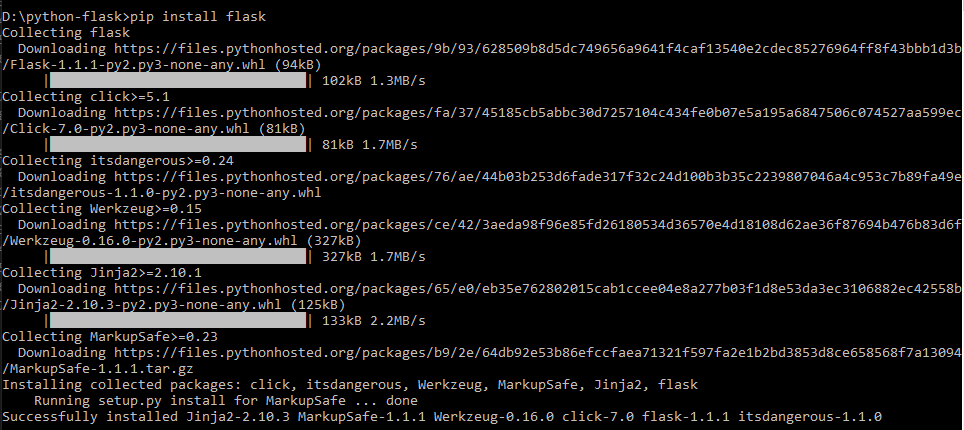 D:\python-flask>pip install flask
Collecting flask
Downloading https://files.pythonhosted.org/packages/9b/93/628509b8d5dc749656a9641f4caf13540e2cdec85276964ff8f43bbb1d3b
/Flask-1.1.1-py2.py3-none-any.whl (94kB)
|████████████████████████████████| 102kB 1.3MB/s
Collecting click>=5.1
Downloading https://files.pythonhosted.org/packages/fa/37/45185cb5abbc30d7257104c434fe0b07e5a195a6847506c074527aa599ec
/Click-7.0-py2.py3-none-any.whl (81kB)
|████████████████████████████████| 81kB 1.7MB/s
Collecting itsdangerous>=0.24
Downloading https://files.pythonhosted.org/packages/76/ae/44b03b253d6fade317f32c24d100b3b35c2239807046a4c953c7b89fa49e
/itsdangerous-1.1.0-py2.py3-none-any.whl
Collecting Werkzeug>=0.15
Downloading https://files.pythonhosted.org/packages/ce/42/3aeda98f96e85fd26180534d36570e4d18108d62ae36f87694b476b83d6f
/Werkzeug-0.16.0-py2.py3-none-any.whl (327kB)
|████████████████████████████████| 327kB 1.7MB/s
Collecting Jinja2>=2.10.1
Downloading https://files.pythonhosted.org/packages/65/e0/eb35e762802015cab1ccee04e8a277b03f1d8e53da3ec3106882ec42558b
/Jinja2-2.10.3-py2.py3-none-any.whl (125kB)
|████████████████████████████████| 133kB 2.2MB/s
Collecting MarkupSafe>=0.23
Downloading https://files.pythonhosted.org/packages/b9/2e/64db92e53b86efccfaea71321f597fa2e1b2bd3853d8ce658568f7a13094
/MarkupSafe-1.1.1.tar.gz
Installing collected packages: click, itsdangerous, Werkzeug, MarkupSafe, Jinja2, flask
Running setup.py install for MarkupSafe ... done
Successfully installed Jinja2-2.10.3 MarkupSafe-1.1.1 Werkzeug-0.16.0 click-7.0 flask-1.1.1 itsdangerous-1.1.0